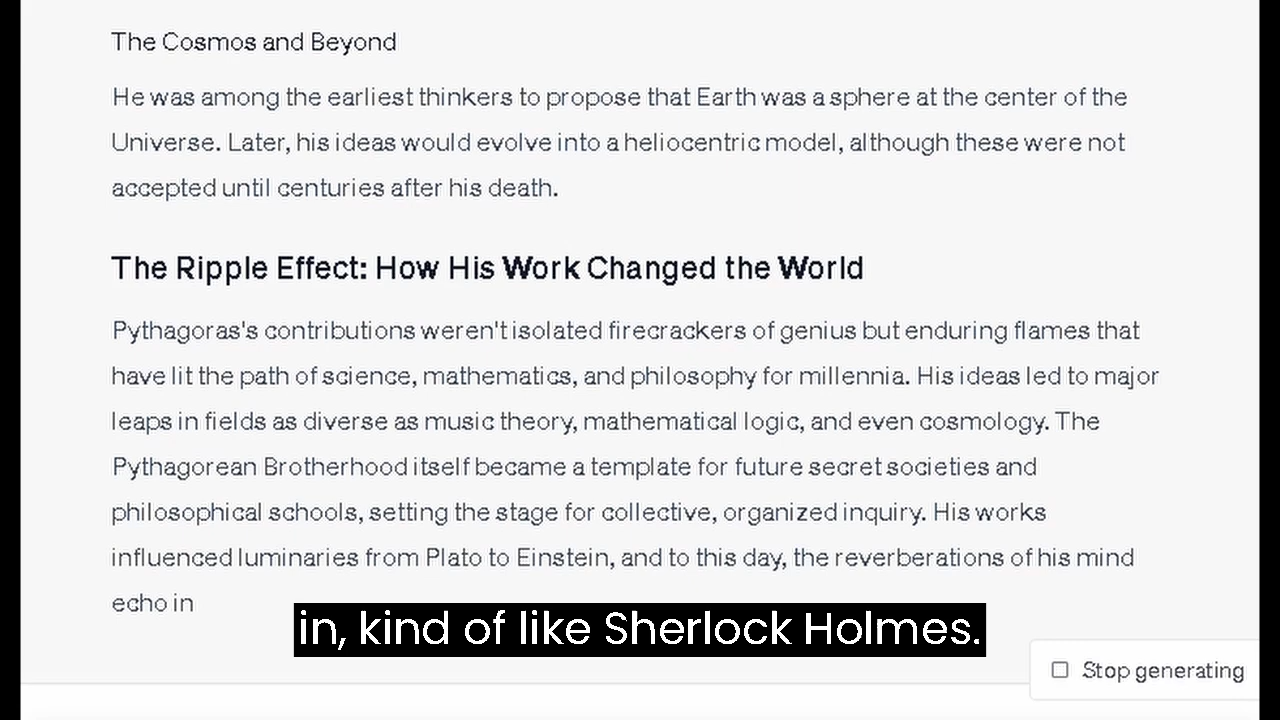 The Cosmos and Beyond
He was among the earliest thinkers to propose that Earth was a sphere at the center of the
Universe. Later, his ideas would evolve into a heliocentric model, although these were not
accepted until centuries after his death.
The Ripple Effect: How His Work Changed the World
Pythagoras's contributions weren't isolated firecrackers of genius but enduring flames that
have lit the path of science, mathematics, and philosophy for millennia. His ideas led to major
leaps in fields as diverse as music theory, mathematical logic, and even cosmology. The
Pythagorean Brotherhood itself became a template for future secret societies and
philosophical schools, setting the stage for collective, organized inquiry. His works
influenced luminaries from Plato to Einstein, and to this day, the reverberations of his mind
echo in
in, kind of like Sherlock Holmes.
Stop generating